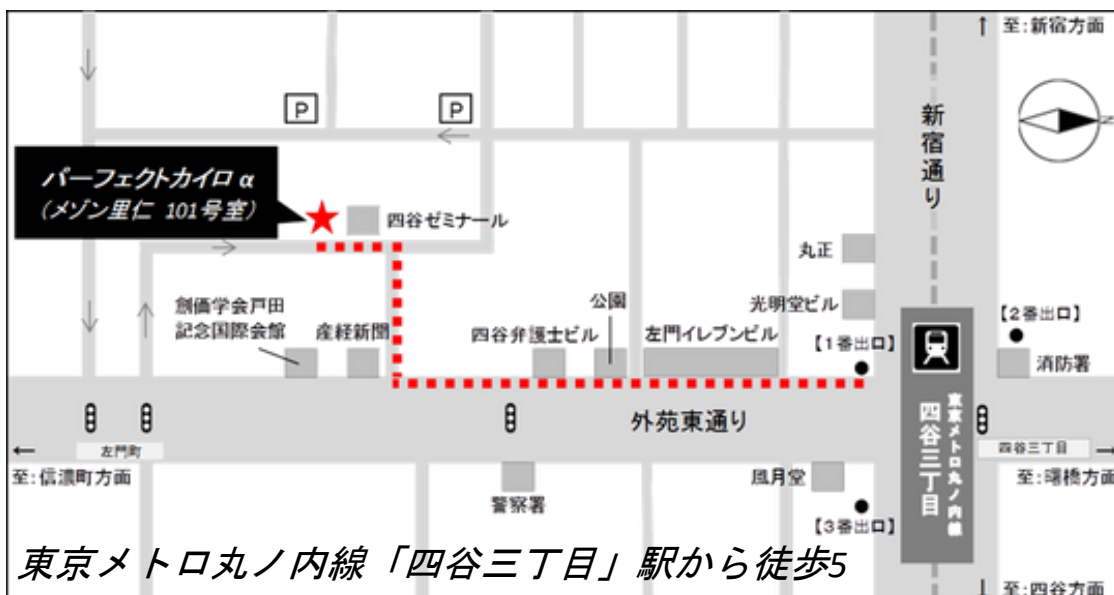 至:新宿方面
P
P
新宿通り
N
パーフェクトカイロ α
(メゾン里仁 101号室)
四谷ゼミナール
丸正
創価学会戸田
記念国際会館
産経新聞
四谷弁護士ビル
公園
左門イレブンビル
光明堂ビル
【1番出口】
【2番出口】
消防署
外苑東通り
東京メトロ丸ノ内線
四谷三丁目
左門町
四谷三丁目
至:信濃町方面
至:曙橋方面
警察署
風月堂
【3番出口】
東京メトロ丸ノ内線「四谷三丁目」駅から徒歩5
至:四谷方面